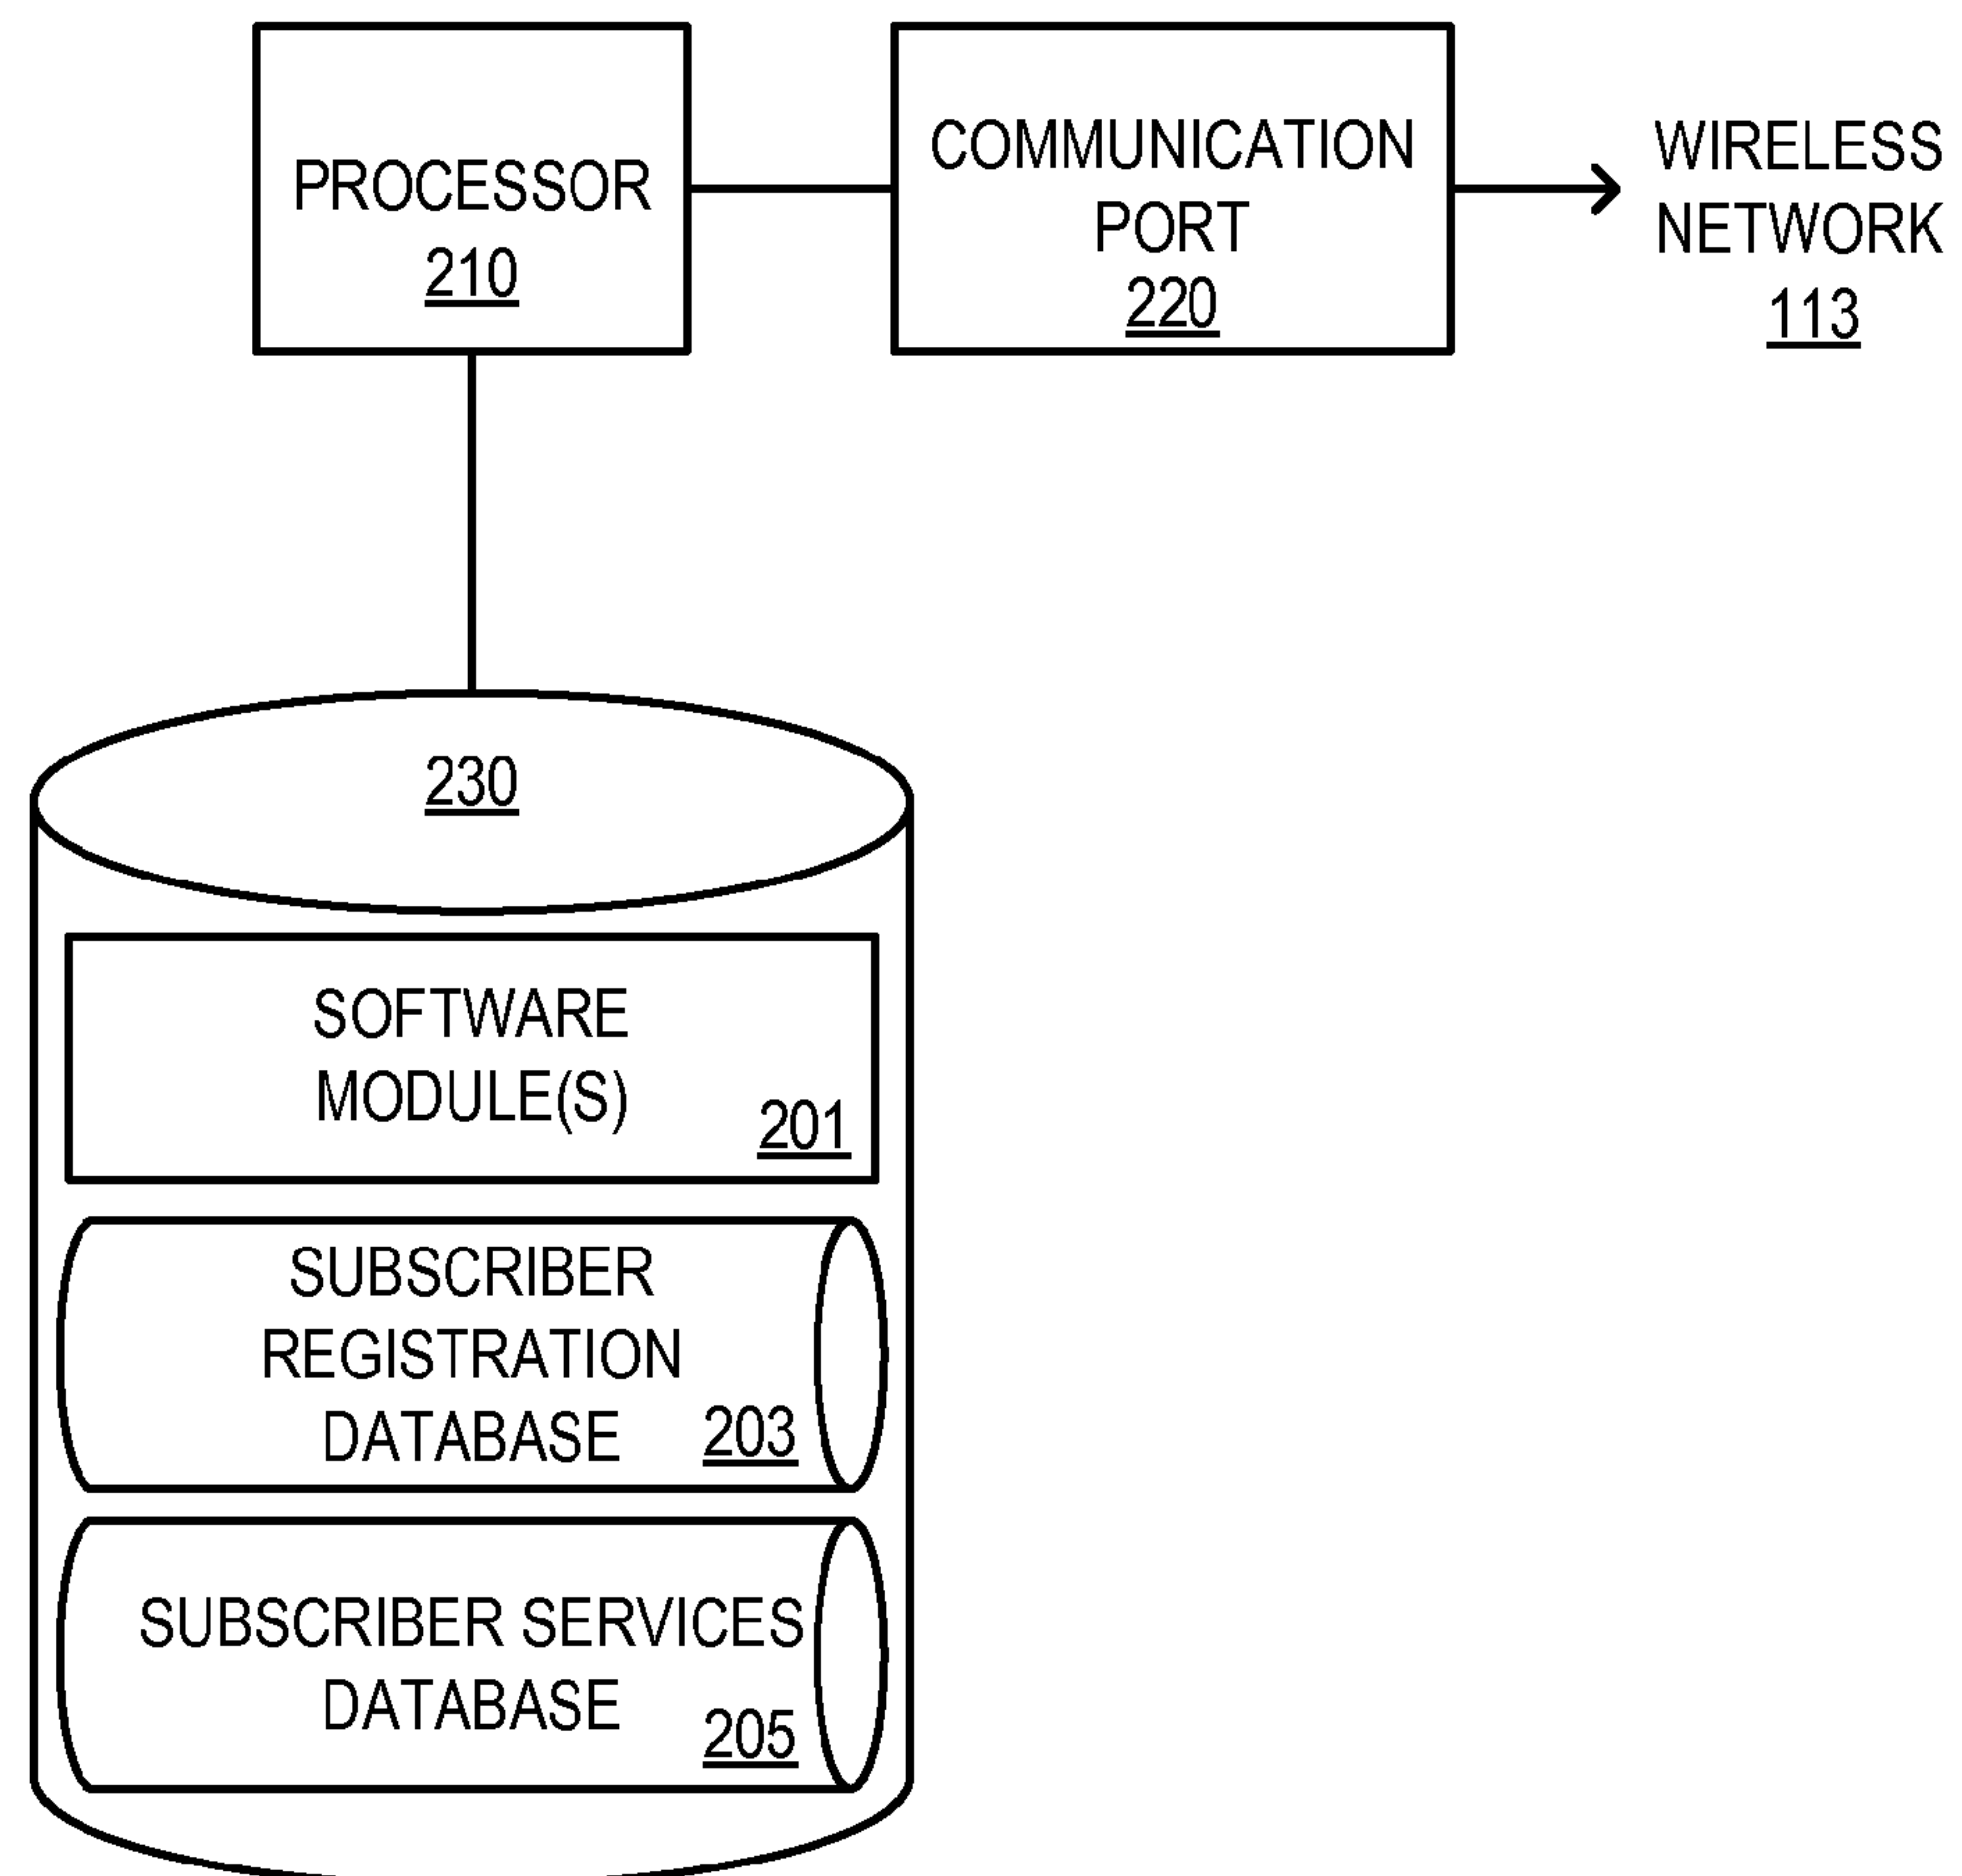 PROCESSOR
210
COMMUNICATION
PORT
220
WIRELESS
NETWORK
113
230
SOFTWARE
MODULE(S)
201
SUBSCRIBER
REGISTRATION
DATABASE
203
SUBSCRIBER SERVICES
DATABASE
205